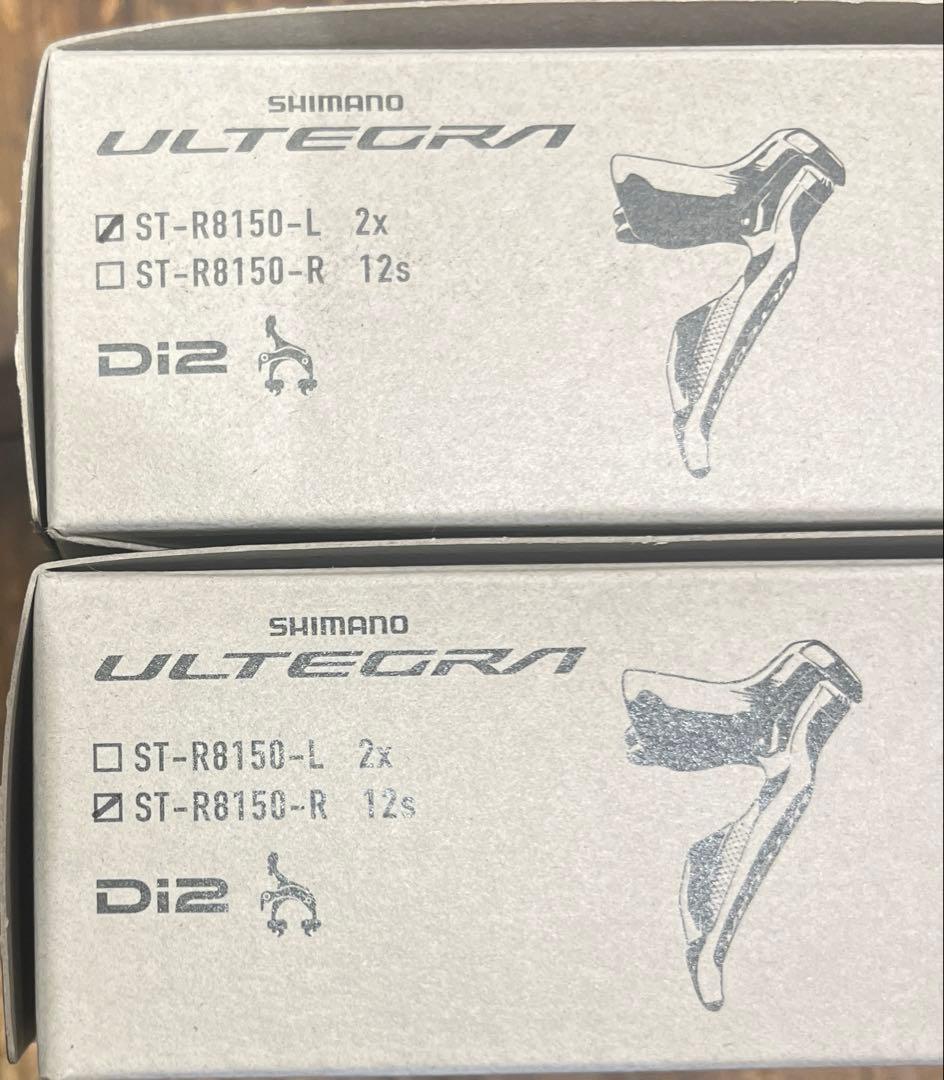 SHIMANO
ULTEGRA
ST-R8150-L 2x
ST-R8150-R 12s
Di2
SHIMANO
ULTEGRA
ST-R8150-L 2x
ST-R8150-R 12s
Di2